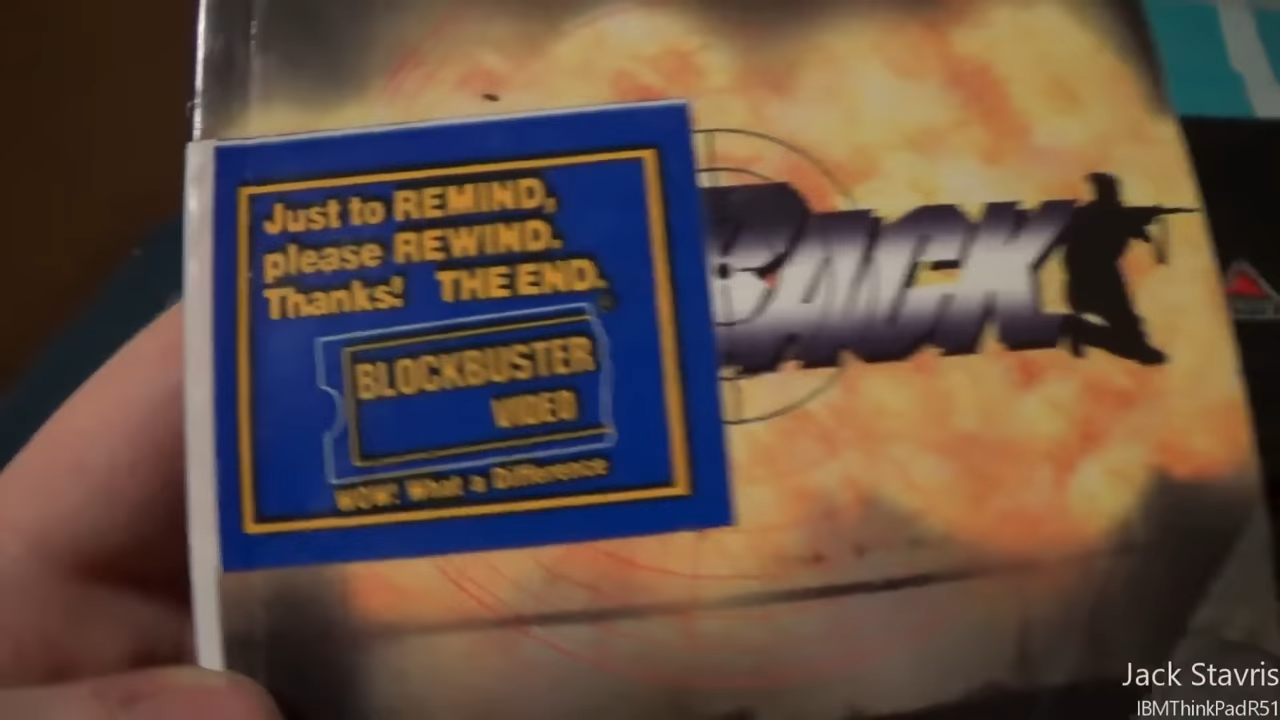 Just to REMIND,
please REWIND.
Thanks! THE END.
BLOCKBUSTER
VIDEO
WOW! What a Difference
BACK
Jack Stavris
IBMThinkPadR51